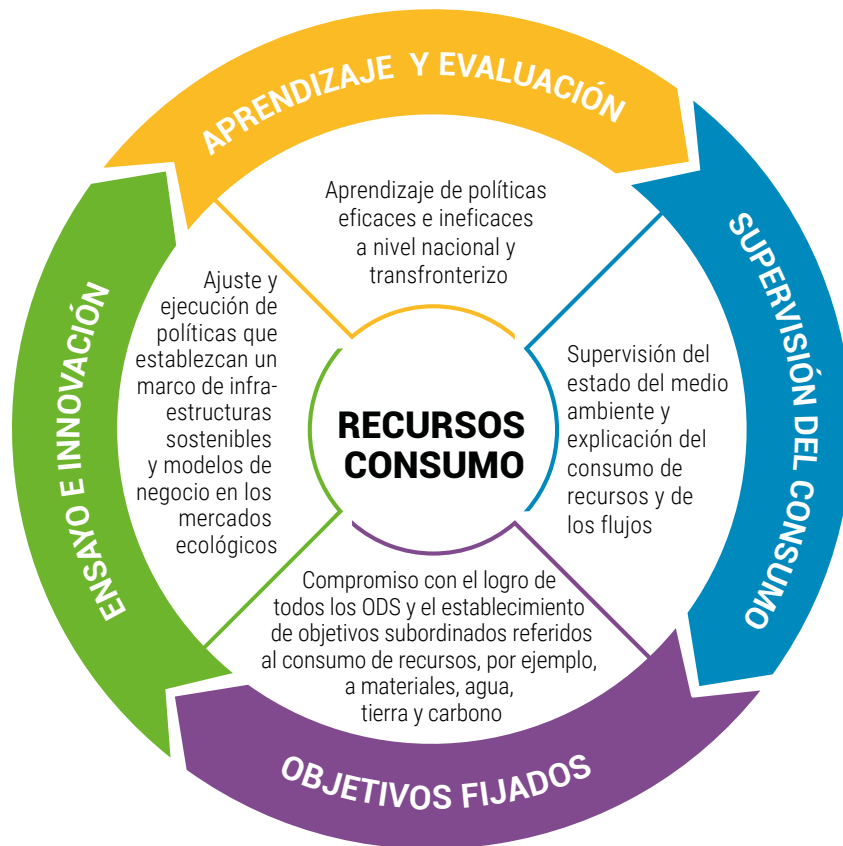 APRENDIZAJE Y EVALUACIÓN
Aprendizaje de políticas
eficaces e ineficaces
a nivel nacional y
transfronterizo
SUPERVISIÓN DEL CONSUMO
Supervisión del
estado del medio
ambiente y
explicación del
consumo de
recursos y de
los flujos
OBJETIVOS FIJADOS
Compromiso con el logro de
todos los ODS y el establecimiento
de objetivos subordinados referidos
al consumo de recursos, por ejemplo,
a materiales, agua,
tierra y carbono
ENSAYO E INNOVACIÓN
Ajuste y
ejecución de
políticas que
establezcan un
marco de infra-
estructuras
sostenibles
y modelos de
negocio en los
mercados
ecológicos
RECURSOS
CONSUMO